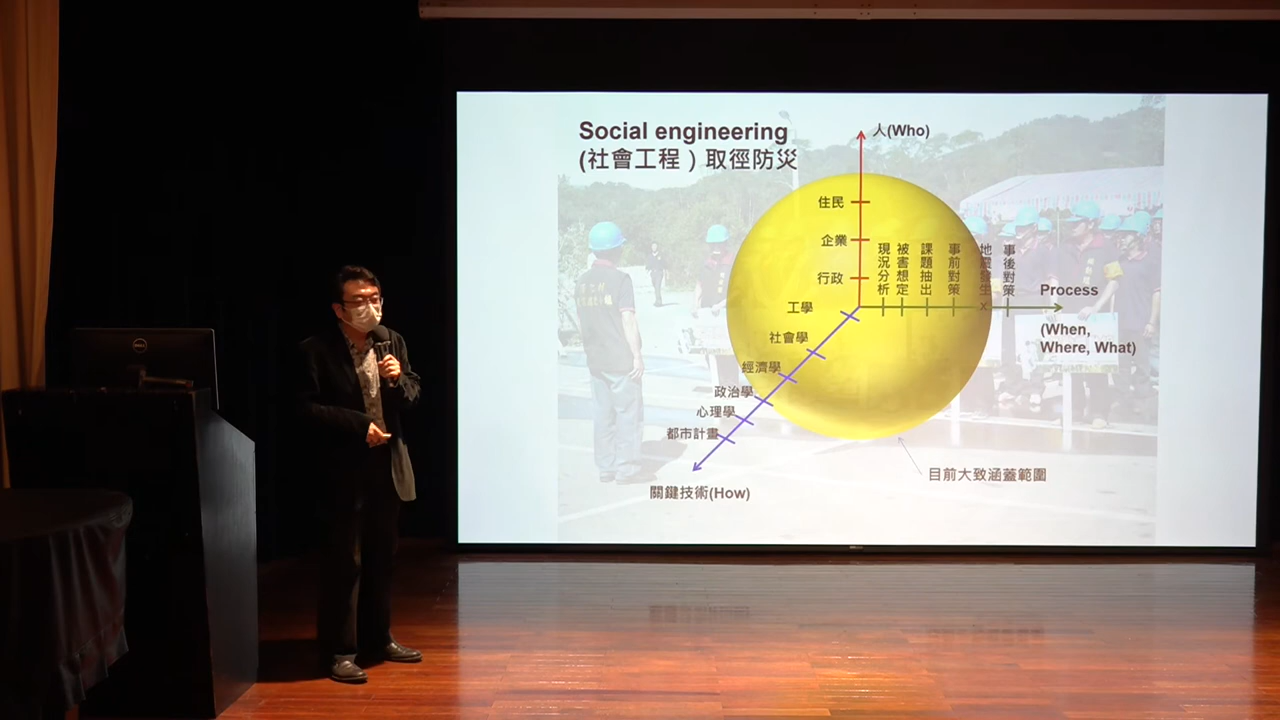 Social engineering
(社會工程）取徑防災
人(Who)
住民
企業
行政
現況分析
被害想定
課題抽出
事前對策
地震發生
事後對策
x
Process
(When,
Where, What)
工學
社會學
經濟學
政治學
心理學
都市計畫
關鍵技術(How)
目前大致涵蓋範圍
DELL